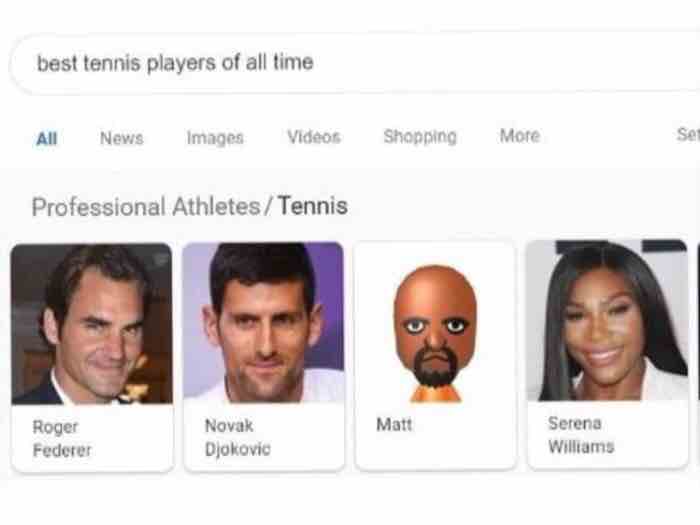 best tennis players of all time
All News Images Videos Shopping More Set
Professional Athletes / Tennis
Roger
Federer
Novak
Djokovic
Matt
Serena
Williams